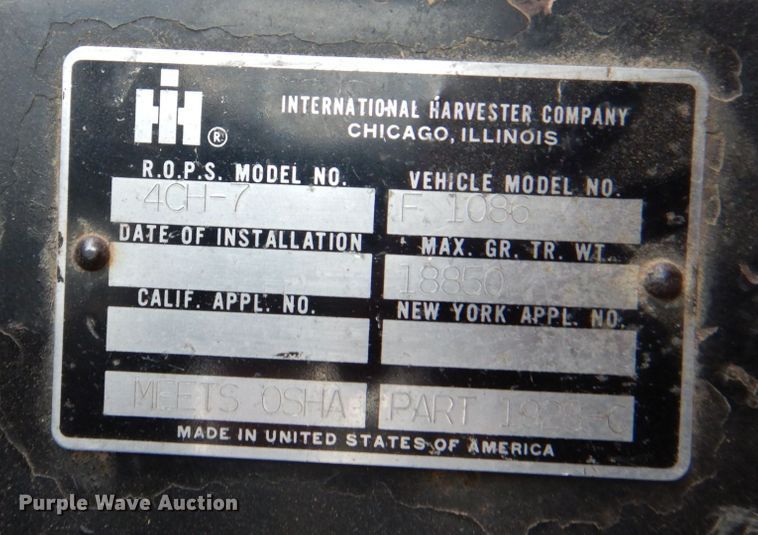 IH ®
INTERNATIONAL HARVESTER COMPANY
CHICAGO, ILLINOIS
R.O.P.S. MODEL NO.
4CH-7
VEHICLE MODEL NO.
F 1086
DATE OF INSTALLATION
MAX. GR. TR. WT.
18850
CALIF. APPL. NO.
NEW YORK APPL. NO.
MEETS OSHA
PART 1928-C
MADE IN UNITED STATES OF AMERICA
Purple Wave Auction